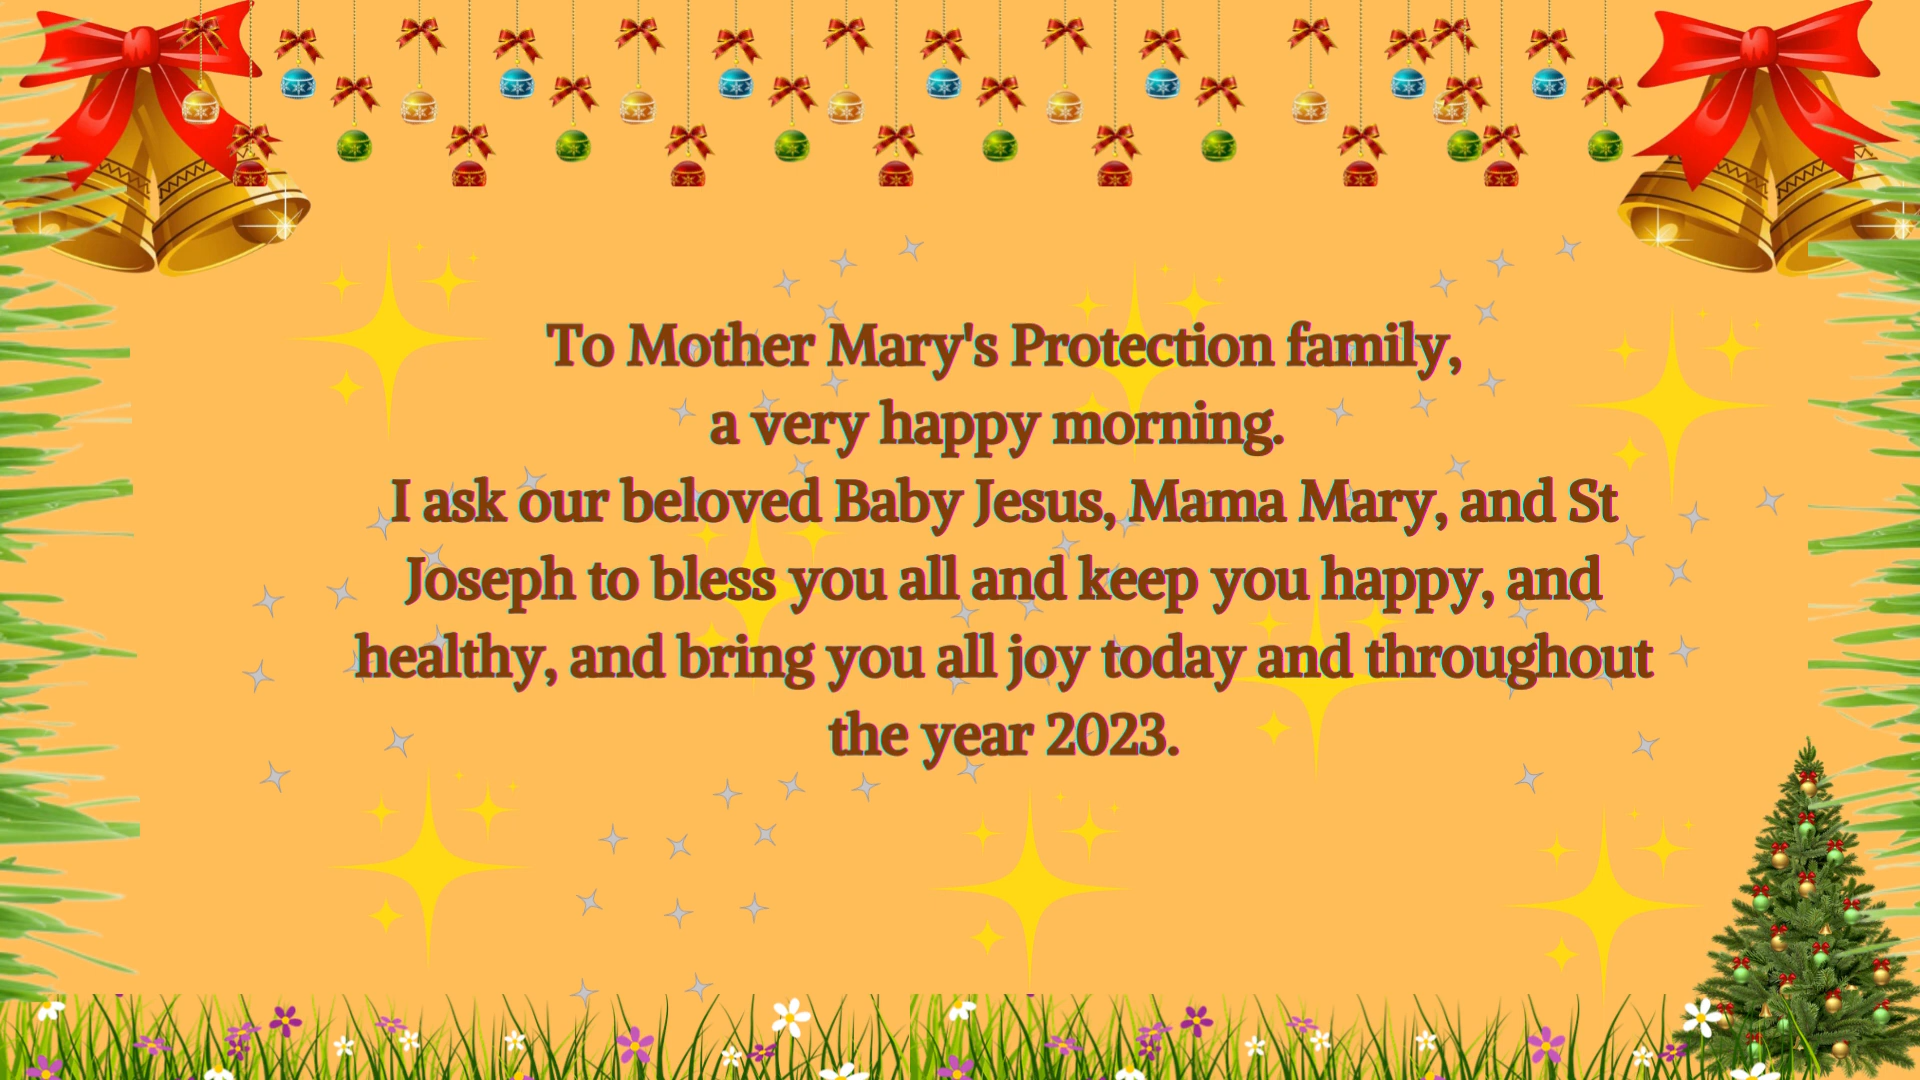 To Mother Mary's Protection family,
a very happy morning.
I ask our beloved Baby Jesus, Mama Mary, and St
Joseph to bless you all and keep you happy, and
healthy, and bring you all joy today and throughout
the year 2023.